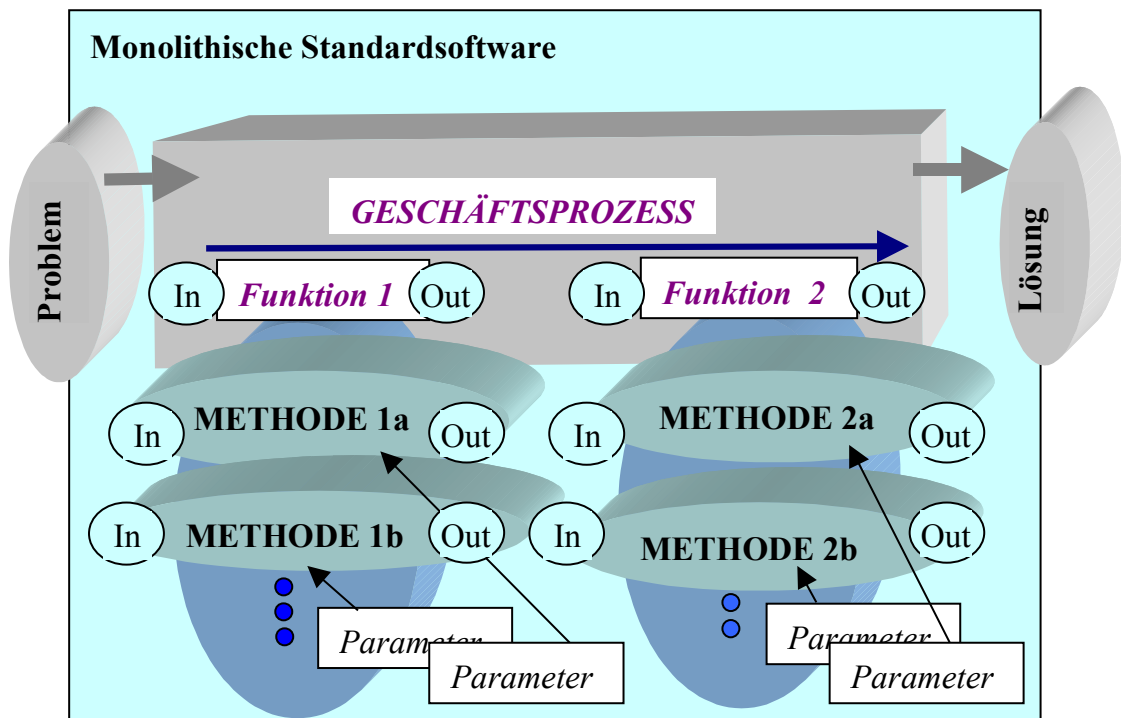 Monolithische Standardsoftware
Problem
GESCHÄFTSPROZESS
Lösung
In
Funktion 1
Out
In
Funktion 2
Out
In
METHODE 1a
Out
In
METHODE 2a
Out
In
METHODE 1b
Out
In
METHODE 2b
Out
Parameter
Parameter
Parameter
Parameter